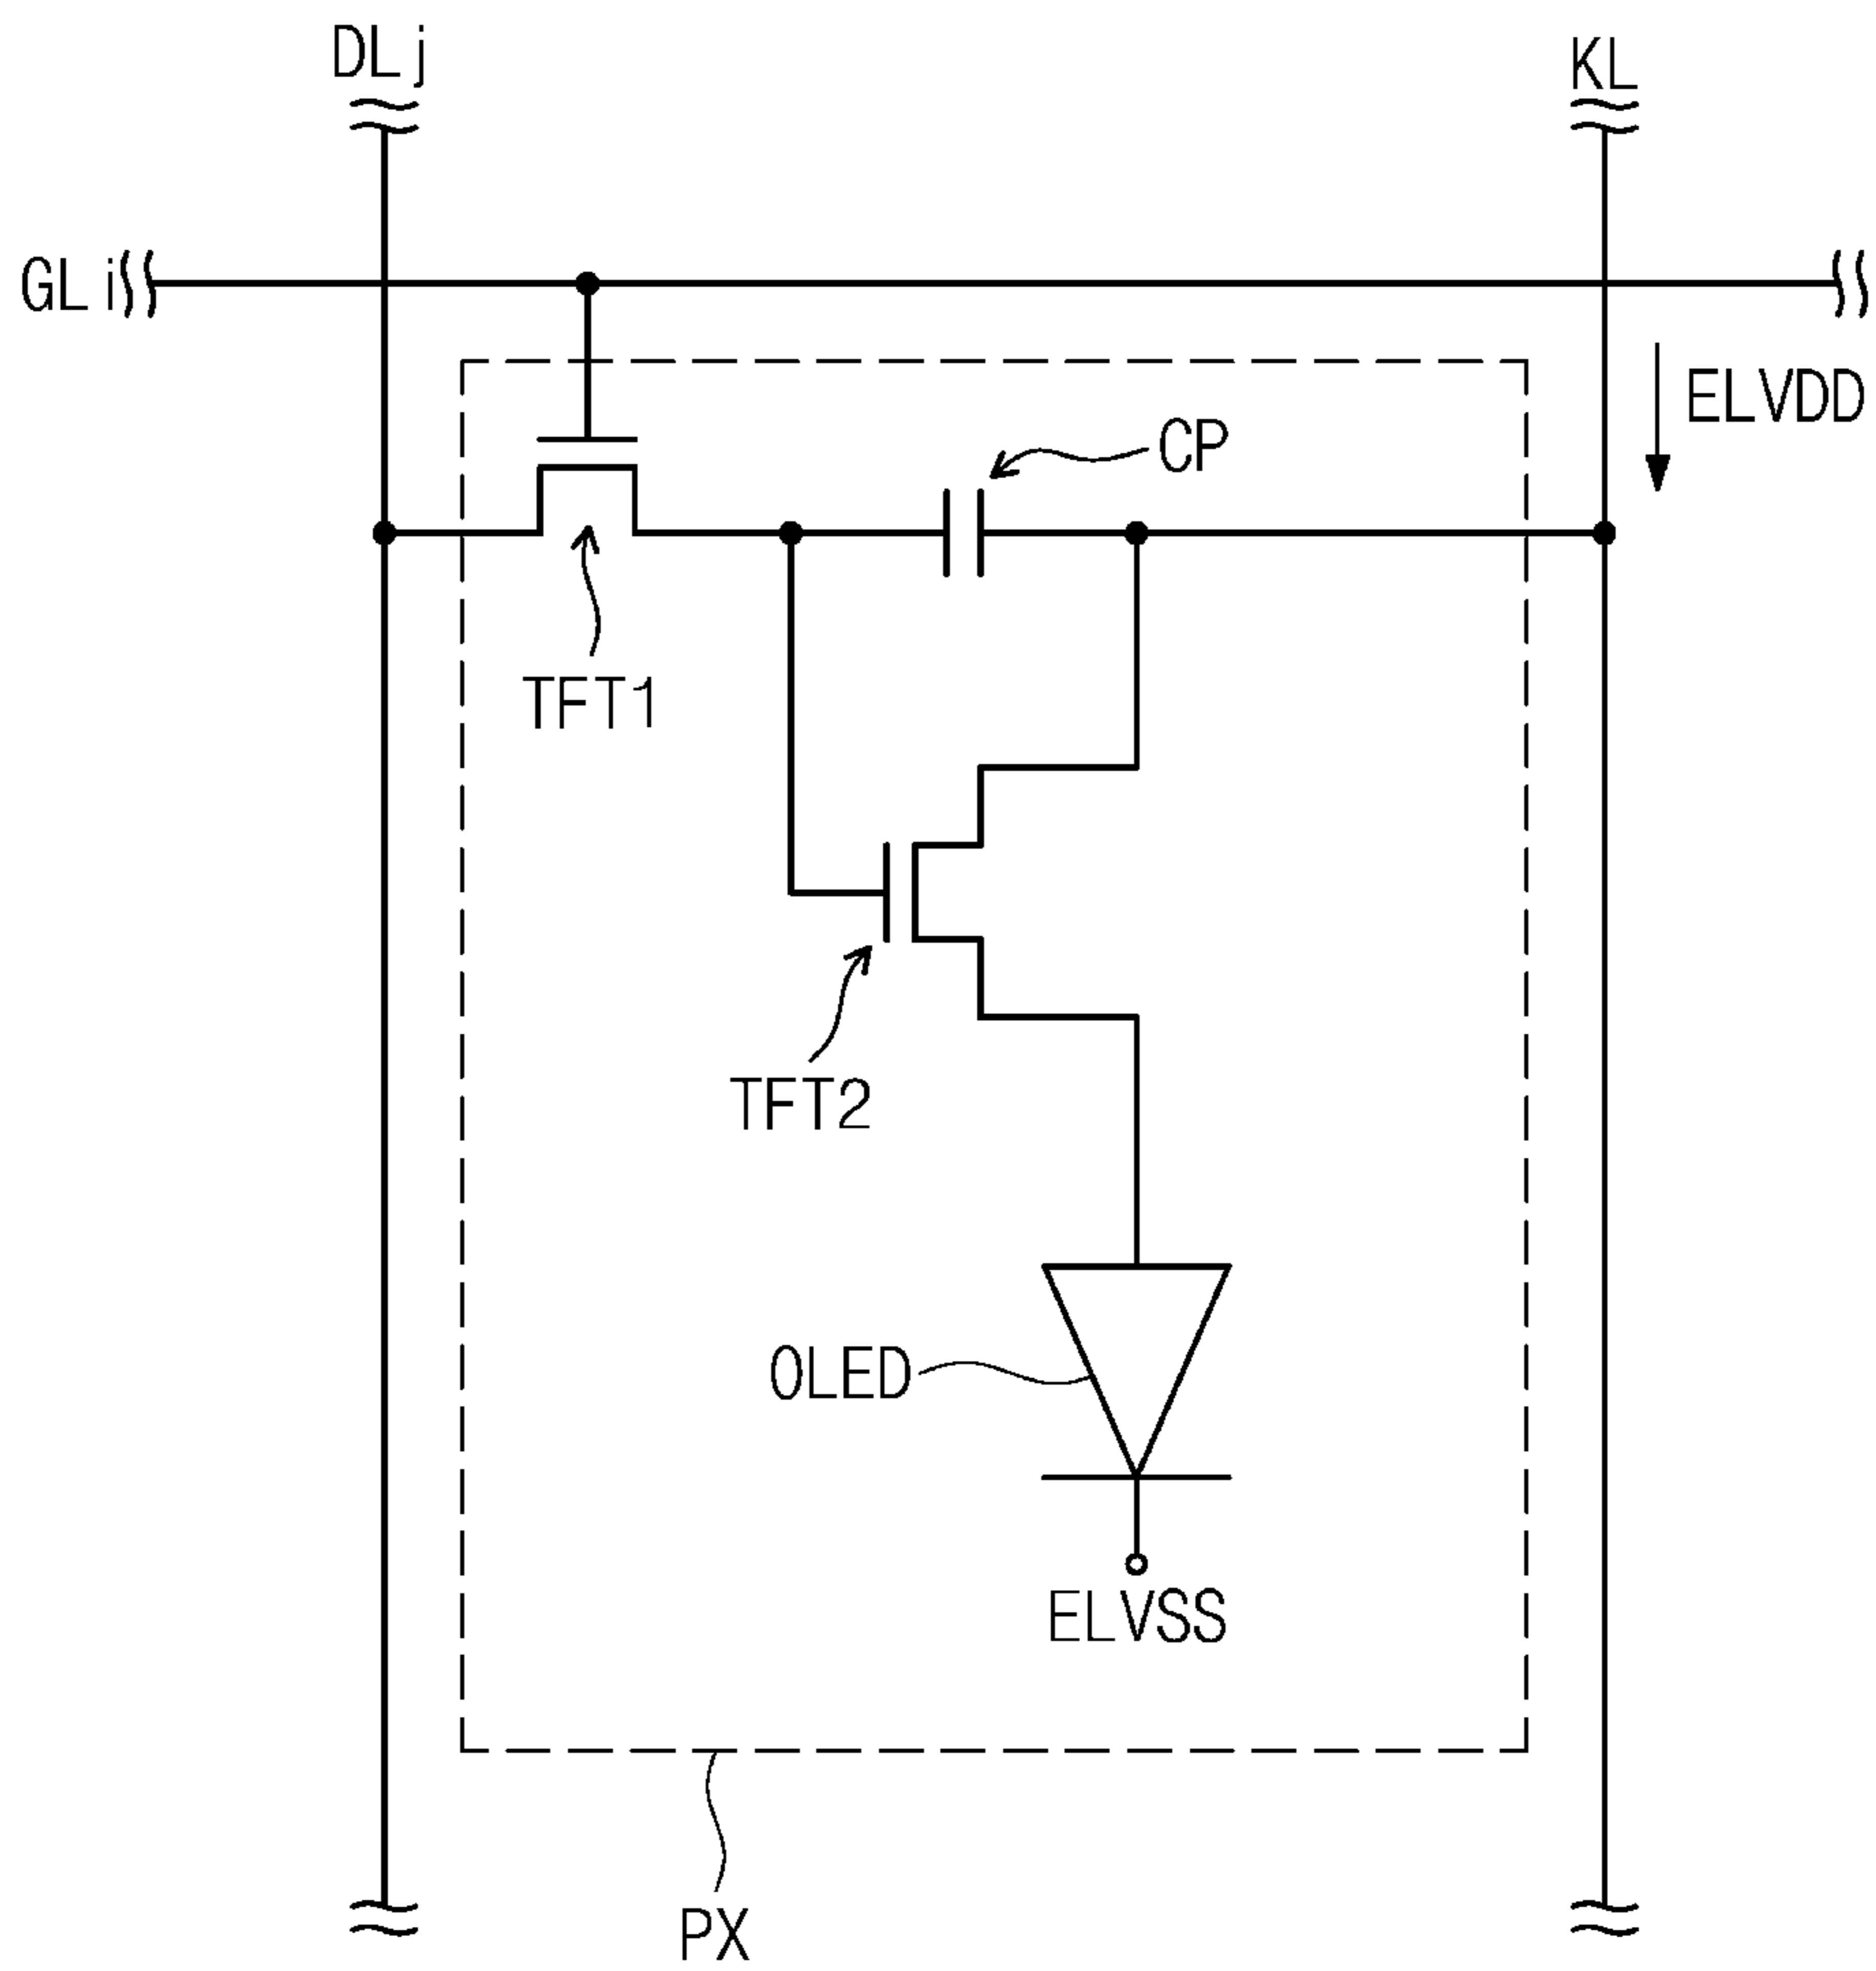 DLj
KL
GLi
ELVDD
CP
TFT1
TFT2
OLED
ELVSS
PX